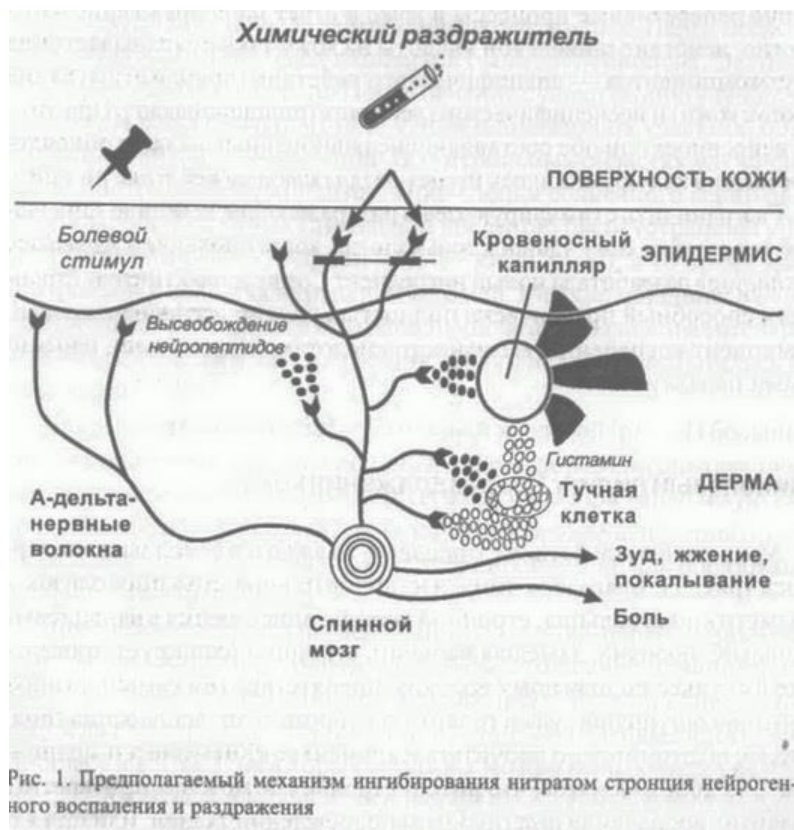 Химический раздражитель
ПОВЕРХНОСТЬ КОЖИ
Болевой
стимул
Кровеносный
капилляр
ЭПИДЕРМИС
Высвобождение
нейропептидов
Гистамин
ДЕРМА
Тучная
клетка
А-дельта-
нервные
волокна
Зуд, жжение,
покалывание
Боль
Спинной
мозг
Рис. 1. Предполагаемый механизм ингибирования нитратом стронция нейроген-
ного воспаления и раздражения